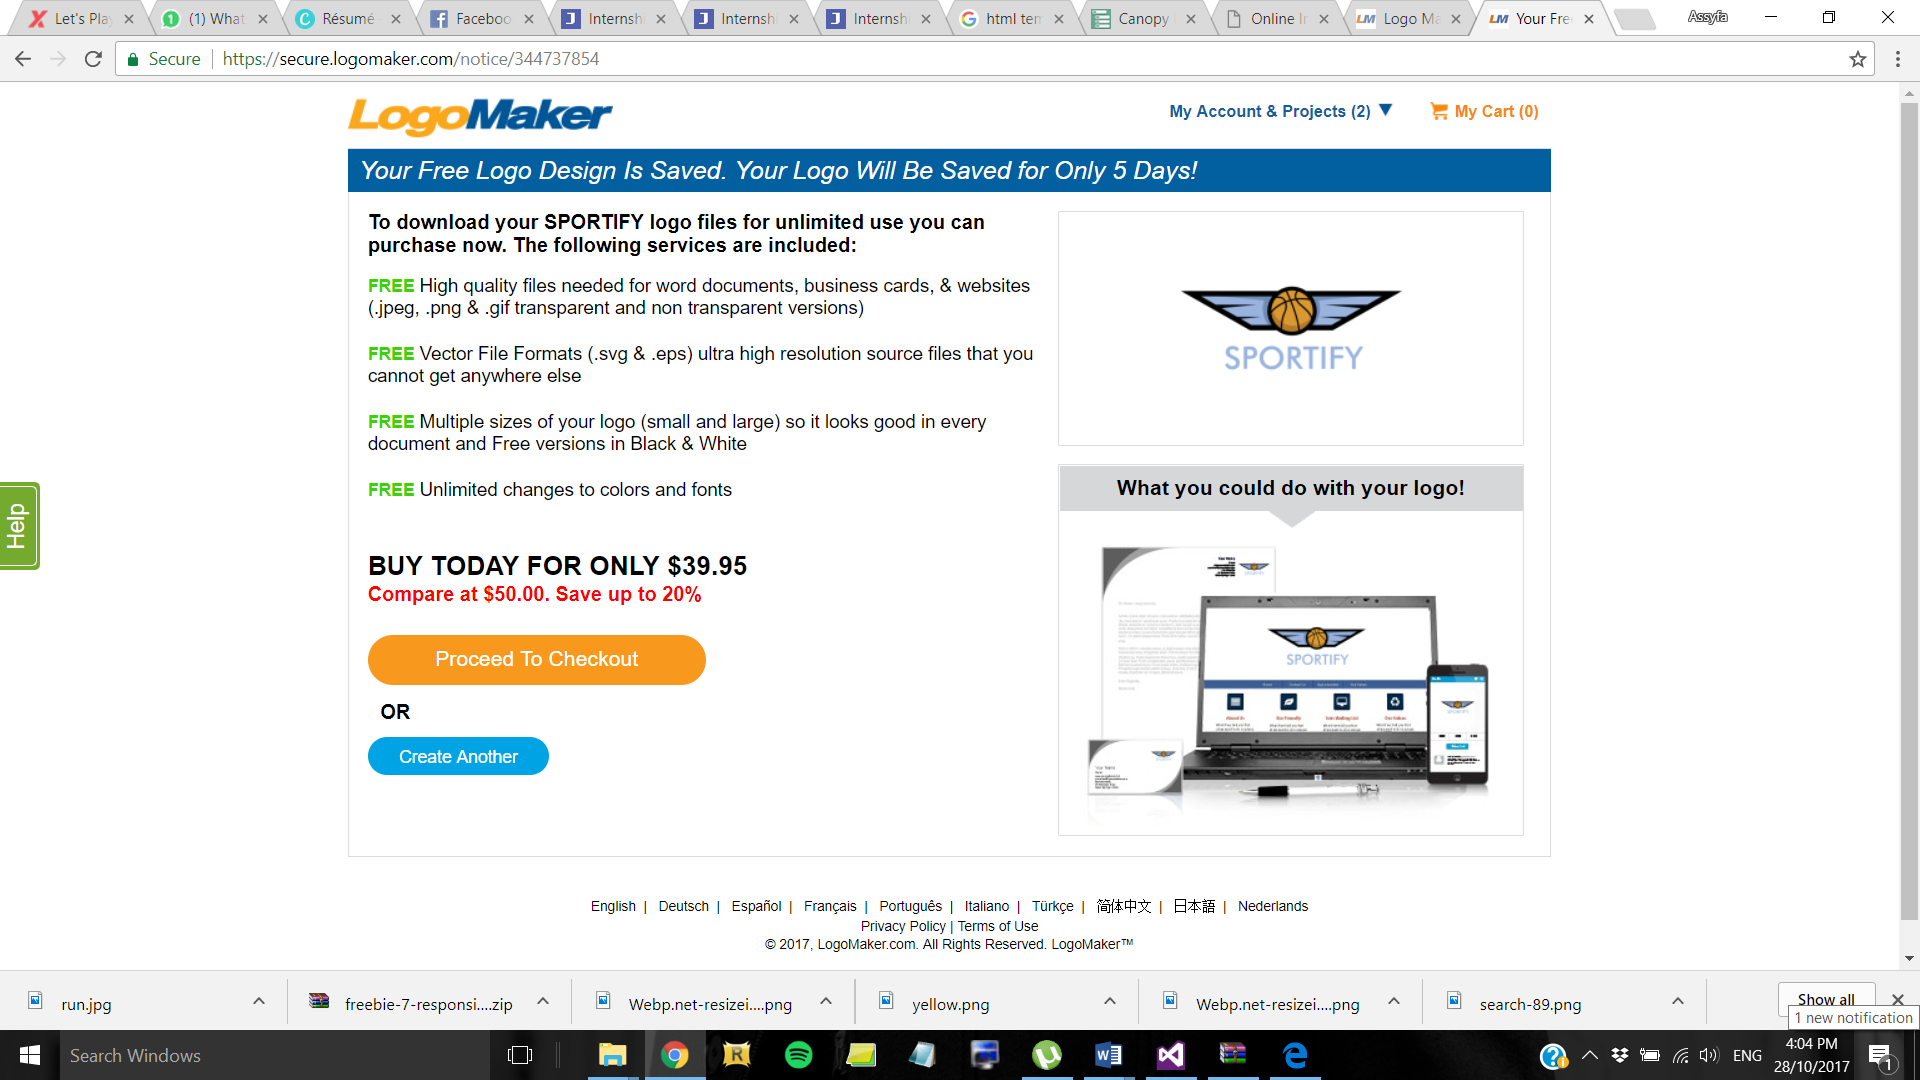 Let's Pla
(1) What
Résumé
Faceboo
Internshi
Internshi
Internshi
html tem
Canopy
Online In
Logo Ma
Your Free
Assyfa
Secure
https://secure.logomaker.com/notice/344737854
LogoMaker
My Account & Projects (2) ▼
My Cart (0)
Your Free Logo Design Is Saved. Your Logo Will Be Saved for Only 5 Days!
To download your SPORTIFY logo files for unlimited use you can
purchase now. The following services are included:
FREE High quality files needed for word documents, business cards, & websites
(.jpeg, .png & .gif transparent and non transparent versions)
FREE Vector File Formats (.svg & .eps) ultra high resolution source files that you
cannot get anywhere else
FREE Multiple sizes of your logo (small and large) so it looks good in every
document and Free versions in Black & White
FREE Unlimited changes to colors and fonts
BUY TODAY FOR ONLY $39.95
Compare at $50.00. Save up to 20%
Proceed To Checkout
OR
Create Another
SPORTIFY
What you could do with your logo!
SPORTIFY
Help
English | Deutsch | Español | Français | Português | Italiano | Türkçe | 简体中文 | 日本語 | Nederlands
Privacy Policy | Terms of Use
© 2017, LogoMaker.com. All Rights Reserved. LogoMaker™
run.jpg
freebie-7-responsi....zip
Webp.net-resizei....png
yellow.png
Webp.net-resizei....png
search-89.png
Show all
1 new notification
Search Windows
ENG
4:04 PM
28/10/2017
1